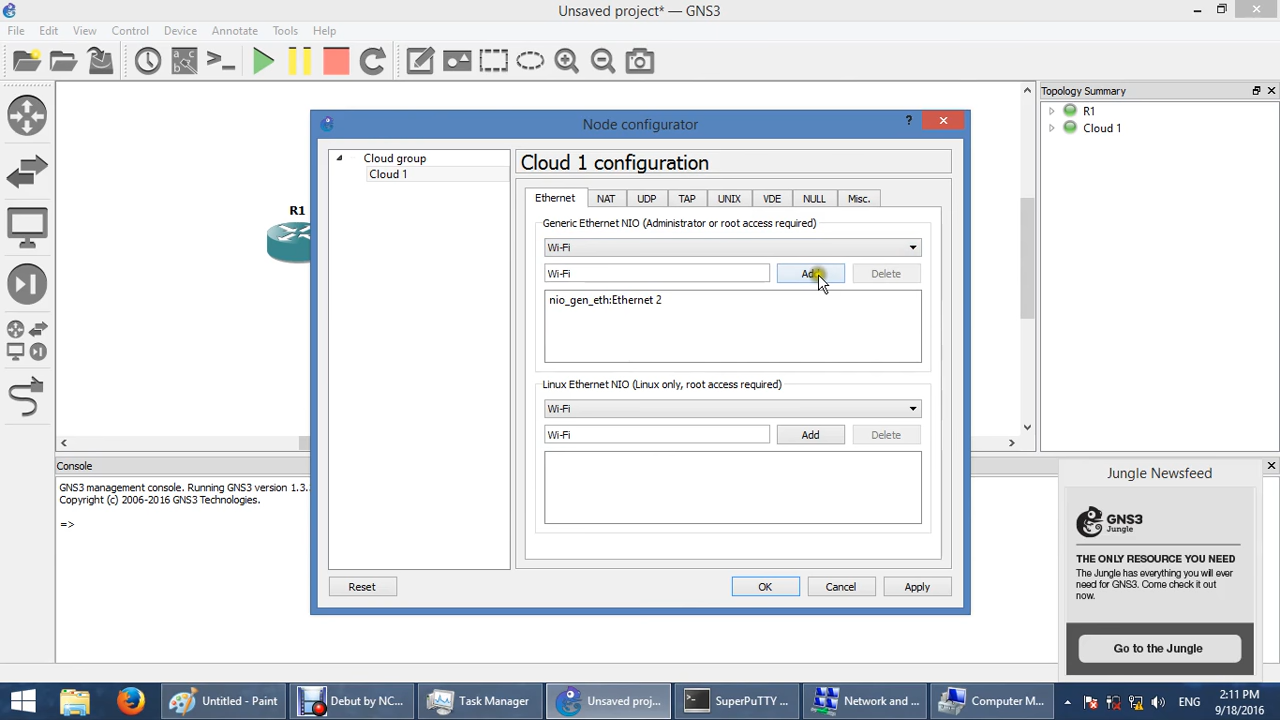 Unsaved project* — GNS3
File Edit View Control Device Annotate Tools Help
Topology Summary
R1
Cloud 1
R1
Node configurator
?
Cloud group
Cloud 1
Cloud 1 configuration
Ethernet NAT UDP TAP UNIX VDE NULL Misc.
Generic Ethernet NIO (Administrator or root access required)
Wi-Fi
Wi-Fi Add Delete
nio_gen_eth:Ethernet 2
Linux Ethernet NIO (Linux only, root access required)
Wi-Fi
Wi-Fi Add Delete
Reset OK Cancel Apply
Console
GNS3 management console. Running GNS3 version 1.3.
Copyright (c) 2006-2016 GNS3 Technologies.
=>
Jungle Newsfeed
GNS3
Jungle
THE ONLY RESOURCE YOU NEED
The Jungle has everything you will ever
need for GNS3. Come check it out
now.
Go to the Jungle
Untitled - Paint Debut by NC... Task Manager Unsaved proj... SuperPuTTY ... Network and ... Computer M... ENG
2:11 PM
9/18/2016